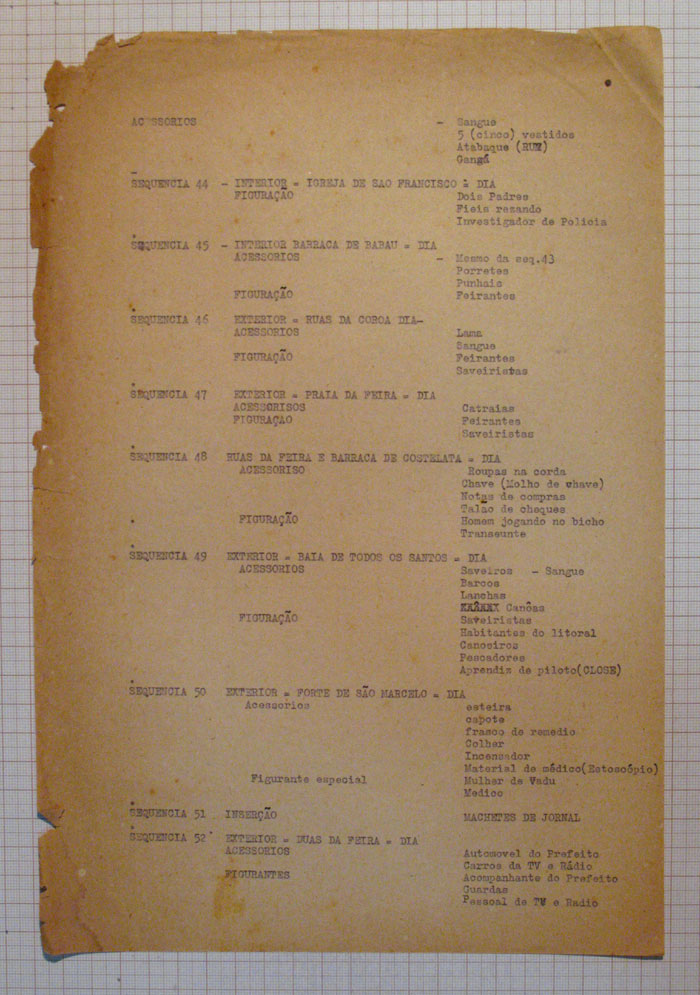 ACESSORIOS - Sangue
5 (cinco) vestidos
Atabaque (RUM)
Gangá
SEQUENCIA 44 - INTERIOR = IGREJA DE SAO FRANCISCO = DIA
FIGURAÇÃO Dois Padres
Fieis rezando
Investigador de Policia
SEQUENCIA 45 - INTERIOR BARRACA DE BABAU = DIA
ACESSORIOS - Mesmo da seq.43
Porretes
Punhais
FIGURAÇÃO Feirantes
SEQUENCIA 46 EXTERIOR = RUAS DA COROA DIA-
ACESSORIOS Lama
Sangue
FIGURAÇÃO Feirantes
Saveiristas
SEQUENCIA 47 EXTERIOR = PRAIA DA FEIRA = DIA
ACESSORISOS Catraias
FIGURAÇÃO Feirantes
Saveiristas
SEQUENCIA 48 RUAS DA FEIRA E BARRACA DE COSTELATA = DIA
ACESSORISO Roupas na corda
Chave (Molho de chave)
Notas de compras
Talão de cheques
FIGURAÇÃO Homem jogando no bicho
Transeunte
SEQUENCIA 49 EXTERIOR = BAIA DE TODOS OS SANTOS = DIA
ACESSORIOS Saveiros - Sangue
Barcos
Lanchas
Canôas
FIGURAÇÃO Saveiristas
Habitantes do litoral
Canoeiros
Pescadores
Aprendiz de piloto(CLOSE)
SEQUENCIA 50 EXTERIOR = FORTE DE SÃO MARCELO = DIA
Acessorios esteira
capote
frasco de remedio
Colher
Incensador
Material de médico(Estoscópio)
Figurante especial Mulher de Vadu
Medico
SEQUENCIA 51 INSERÇÃO MACHETES DE JORNAL
SEQUENCIA 52 EXTERIOR = DUAS DA FEIRA = DIA
ACESSORIOS Automovel do Prefeito
Carros da TV e Rádio
FIGURANTES Acompanhante do Prefeito
Guardas
Pessoal de TV e Radio